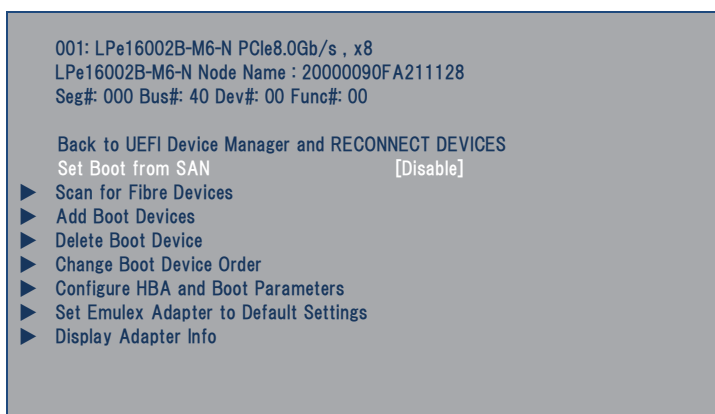 001: LPe16002B-M6-N PCIe8.0Gb/s , x8
LPe16002B-M6-N Node Name : 20000090FA211128
Seg#: 000 Bus#: 40 Dev#: 00 Func#: 00
Back to UEFI Device Manager and RECONNECT DEVICES
Set Boot from SAN [Disable]
Scan for Fibre Devices
Add Boot Devices
Delete Boot Device
Change Boot Device Order
Configure HBA and Boot Parameters
Set Emulex Adapter to Default Settings
Display Adapter Info